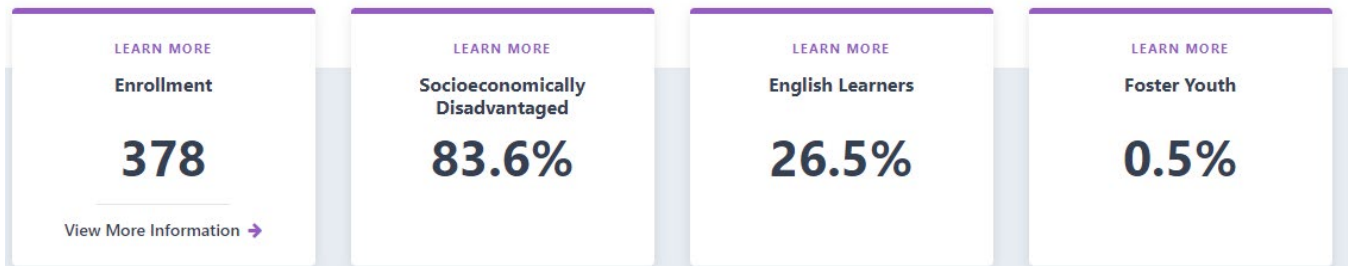 LEARN MORE
Enrollment
378
View More Information
LEARN MORE
Socioeconomically
Disadvantaged
83.6%
LEARN MORE
English Learners
26.5%
LEARN MORE
Foster Youth
0.5%